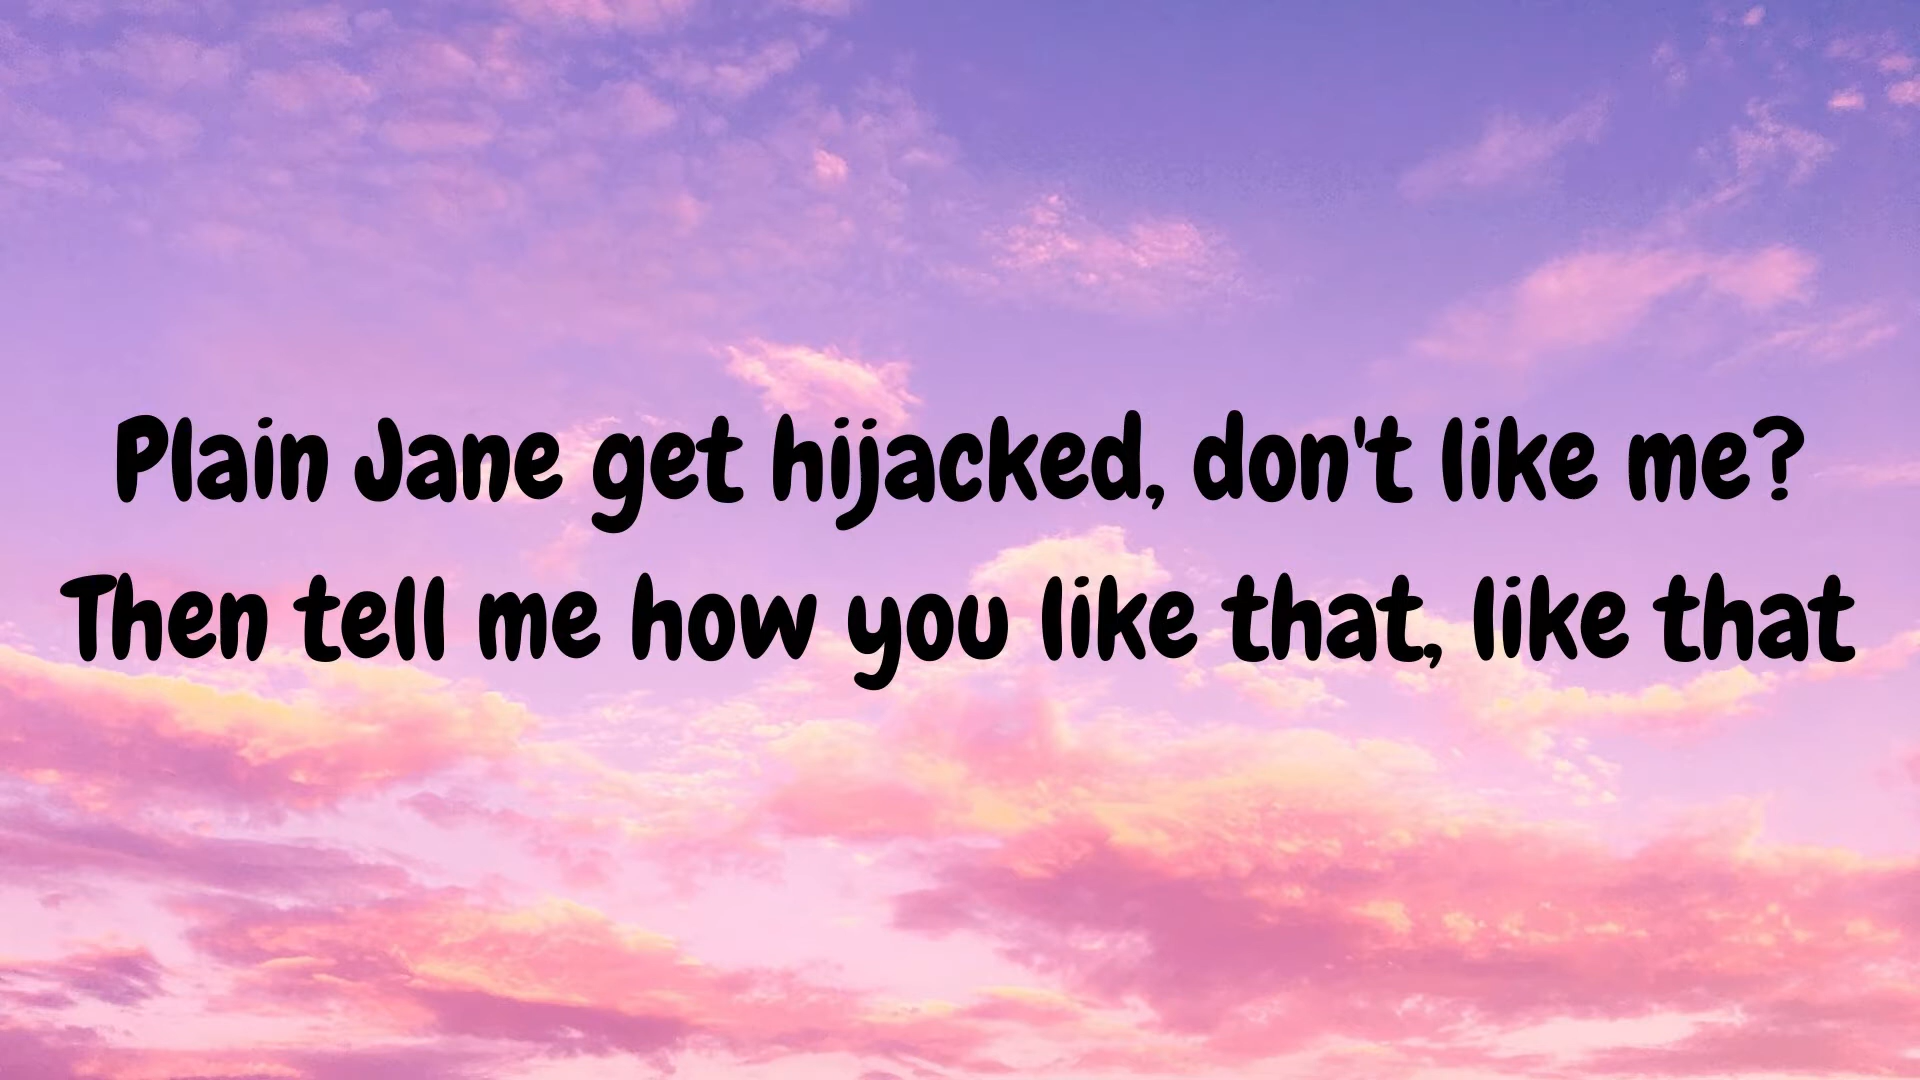 Plain Jane get hijacked, don't like me?
Then tell me how you like that, like that